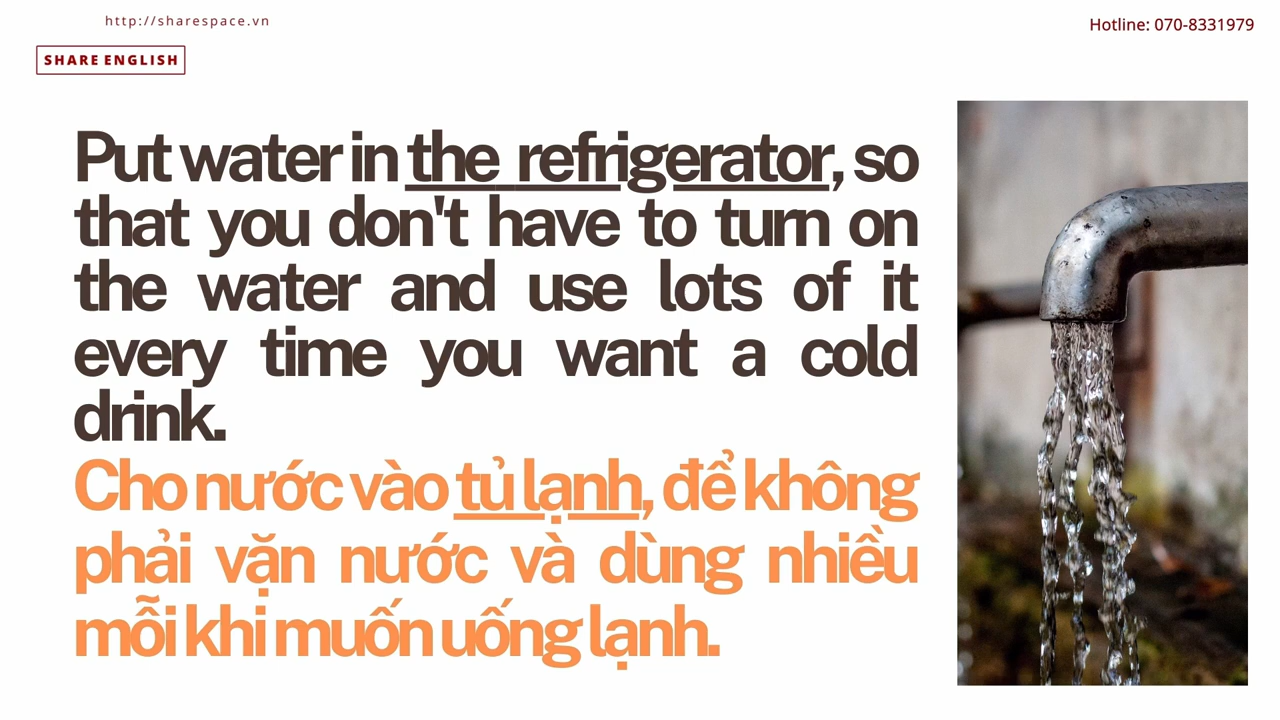 http://sharespace.vn
Hotline: 070-8331979
SHARE ENGLISH
Put water in the refrigerator, so
that you don't have to turn on
the water and use lots of it
every time you want a cold
drink.
Cho nước vào tủ lạnh, để không
phải vặn nước và dùng nhiều
mỗi khi muốn uống lạnh.